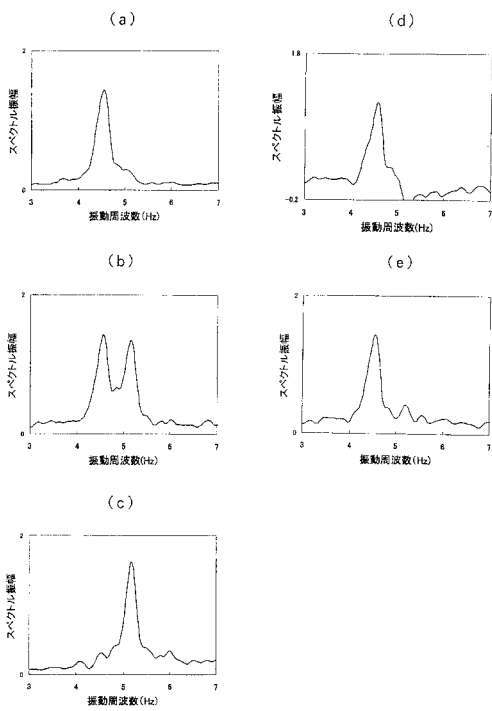 (a)
2
スペクトル振幅
0
3 4 5 6 7
振動周波数(Hz)
(b)
2
スペクトル振幅
0
3 4 5 6 7
振動周波数(Hz)
(c)
2
スペクトル振幅
0
3 4 5 6 7
振動周波数(Hz)
(d)
1.8
スペクトル振幅
-0.2
3 4 5 6 7
振動周波数(Hz)
(e)
2
スペクトル振幅
0
3 4 5 6 7
振動周波数(Hz)